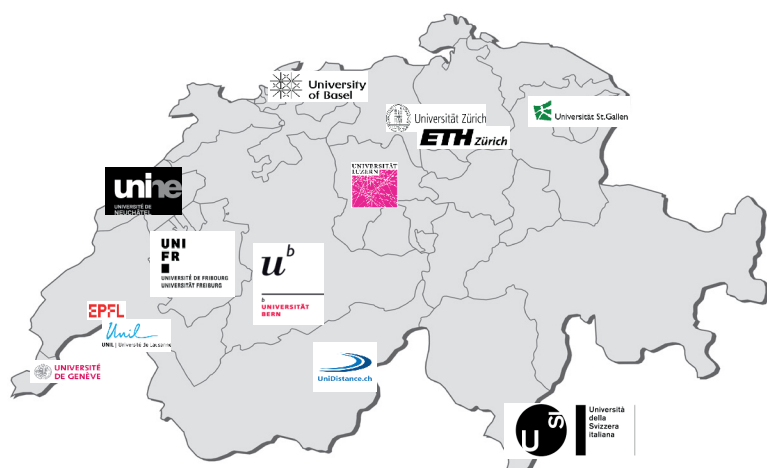 University
of Basel
Universität Zürich
ETH Zürich
Universität St.Gallen
UNIVERSITÄT
LUZERN
unine
UNIVERSITÉ DE
NEUCHÂTEL
UNI
FR
UNIVERSITÉ DE FRIBOURG
UNIVERSITÄT FREIBURG
u
b
b
UNIVERSITÄT
BERN
EPFL
Unil
UNIL | Université de Lausanne
UNIVERSITÉ
DE GENÈVE
UniDistance.ch
U SI
Università
della
Svizzera
italiana